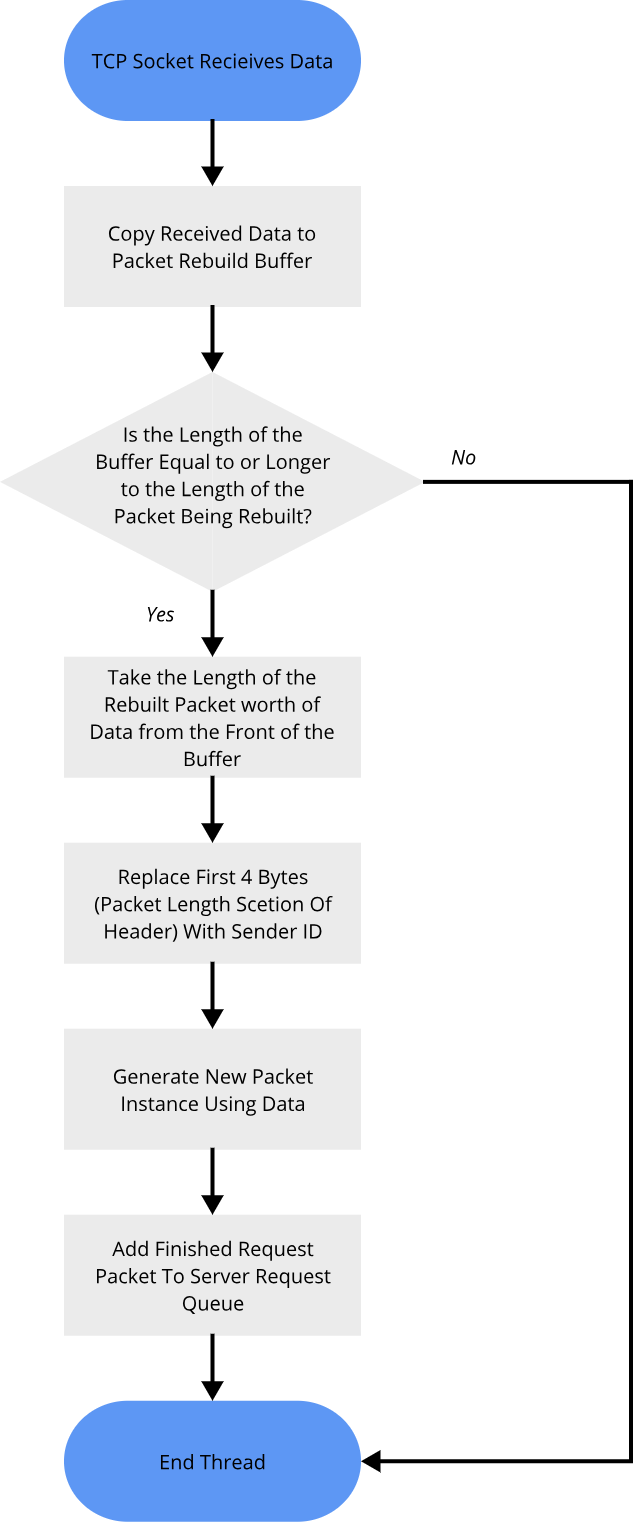 TCP Socket Recieives Data
Copy Received Data to
Packet Rebuild Buffer
Is the Length of the
Buffer Equal to or Longer
to the Length of the
Packet Being Rebuilt?
No
Yes
Take the Length of the
Rebuilt Packet worth of
Data from the Front of the
Buffer
Replace First 4 Bytes
(Packet Length Scetion Of
Header) With Sender ID
Generate New Packet
Instance Using Data
Add Finished Request
Packet To Server Request
Queue
End Thread